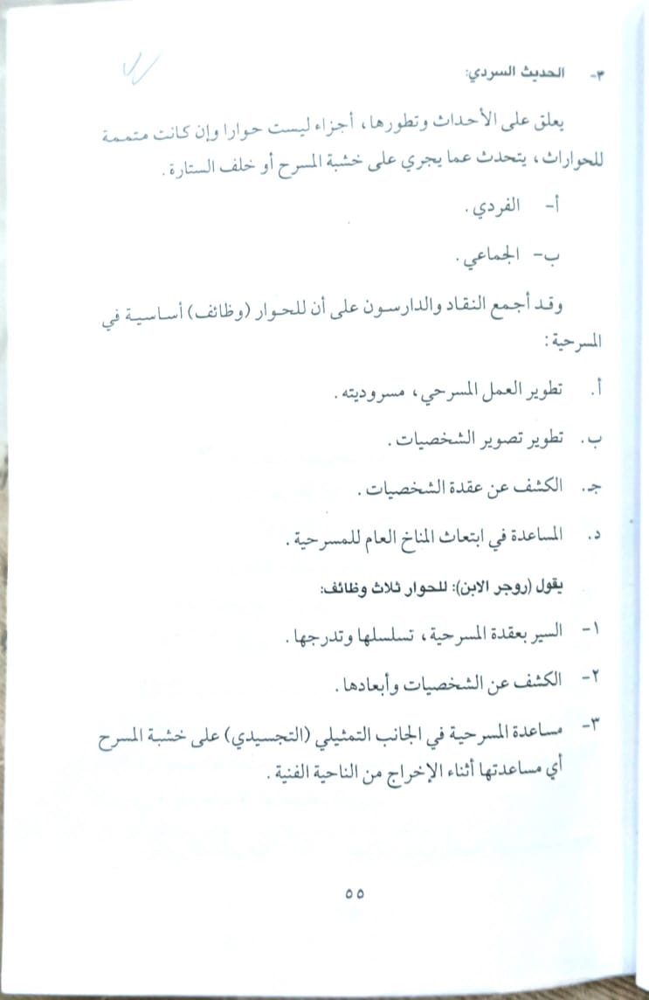 ٣- الحديث السردي:
يعلق على الأحداث وتطورها، أجزاء ليست حوارا وإن كانت متممة
للحوارات، يتحدث عما يجري على خشبة المسرح أو خلف الستارة.
أ- الفردي.
ب- الجماعي.
وقد أجمع النقاد والدارسون على أن للحوار (وظائف) أساسية في
المسرحية:
أ. تطوير العمل المسرحي، مسروديته.
ب. تطوير تصوير الشخصيات.
جـ. الكشف عن عقدة الشخصيات.
د. المساعدة في ابتعاث المناخ العام للمسرحية.
يقول (روجر الابن): للحوار ثلاث وظائف:
١- السير بعقدة المسرحية، تسلسلها وتدرجها.
٢- الكشف عن الشخصيات وأبعادها.
٣- مساعدة المسرحية في الجانب التمثيلي (التجسيدي) على خشبة المسرح
أي مساعدتها أثناء الإخراج من الناحية الفنية.
٥٥